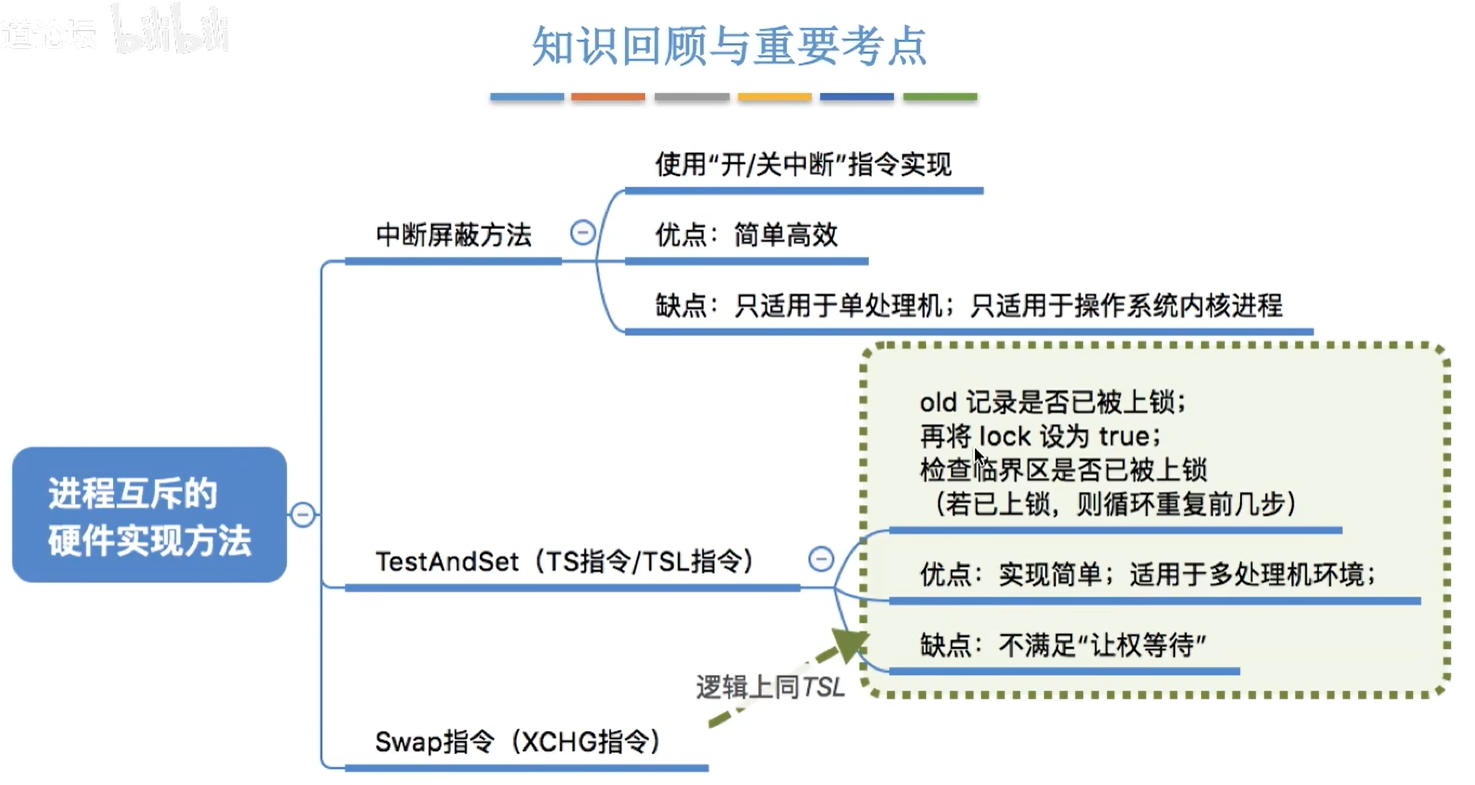 道论坛 bilibili
知识回顾与重要考点
使用“开/关中断”指令实现
中断屏蔽方法
优点：简单高效
缺点：只适用于单处理机；只适用于操作系统内核进程
old 记录是否已被上锁；
再将 lock 设为 true；
检查临界区是否已被上锁
（若已上锁，则循环重复前几步）
进程互斥的
硬件实现方法
TestAndSet（TS指令/TSL指令）
优点：实现简单；适用于多处理机环境；
缺点：不满足“让权等待”
逻辑上同TSL
Swap指令（XCHG指令）